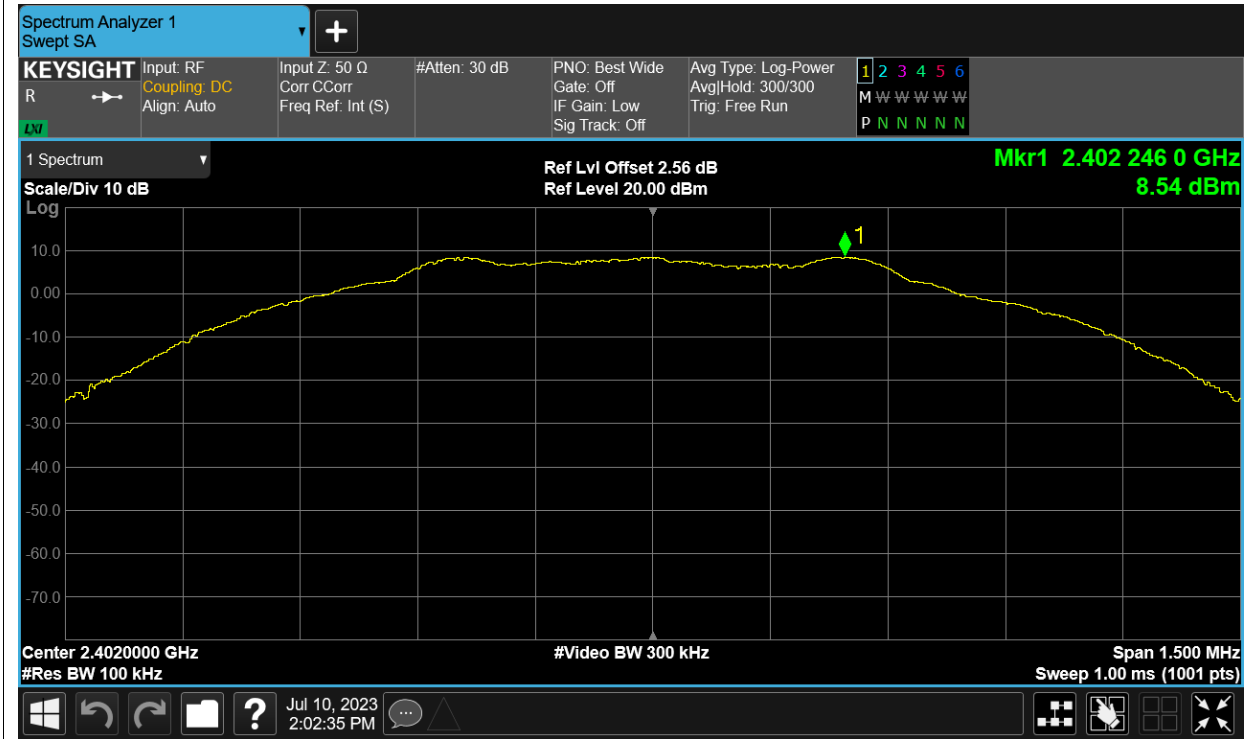 Spectrum Analyzer 1
Swept SA
KEYSIGHT
R
LXI
Input: RF
Coupling: DC
Align: Auto
Input Z: 50 Ω
Corr CCorr
Freq Ref: Int (S)
#Atten: 30 dB
PNO: Best Wide
Gate: Off
IF Gain: Low
Sig Track: Off
Avg Type: Log-Power
Avg|Hold: 300/300
Trig: Free Run
1 2 3 4 5 6
M W W W W W
P N N N N N
1 Spectrum
Scale/Div 10 dB
Log
Ref Lvl Offset 2.56 dB
Ref Level 20.00 dBm
Mkr1 2.402 246 0 GHz
8.54 dBm
1
10.0
0.00
-10.0
-20.0
-30.0
-40.0
-50.0
-60.0
-70.0
Center 2.4020000 GHz
#Res BW 100 kHz
#Video BW 300 kHz
Span 1.500 MHz
Sweep 1.00 ms (1001 pts)
?
Jul 10, 2023
2:02:35 PM